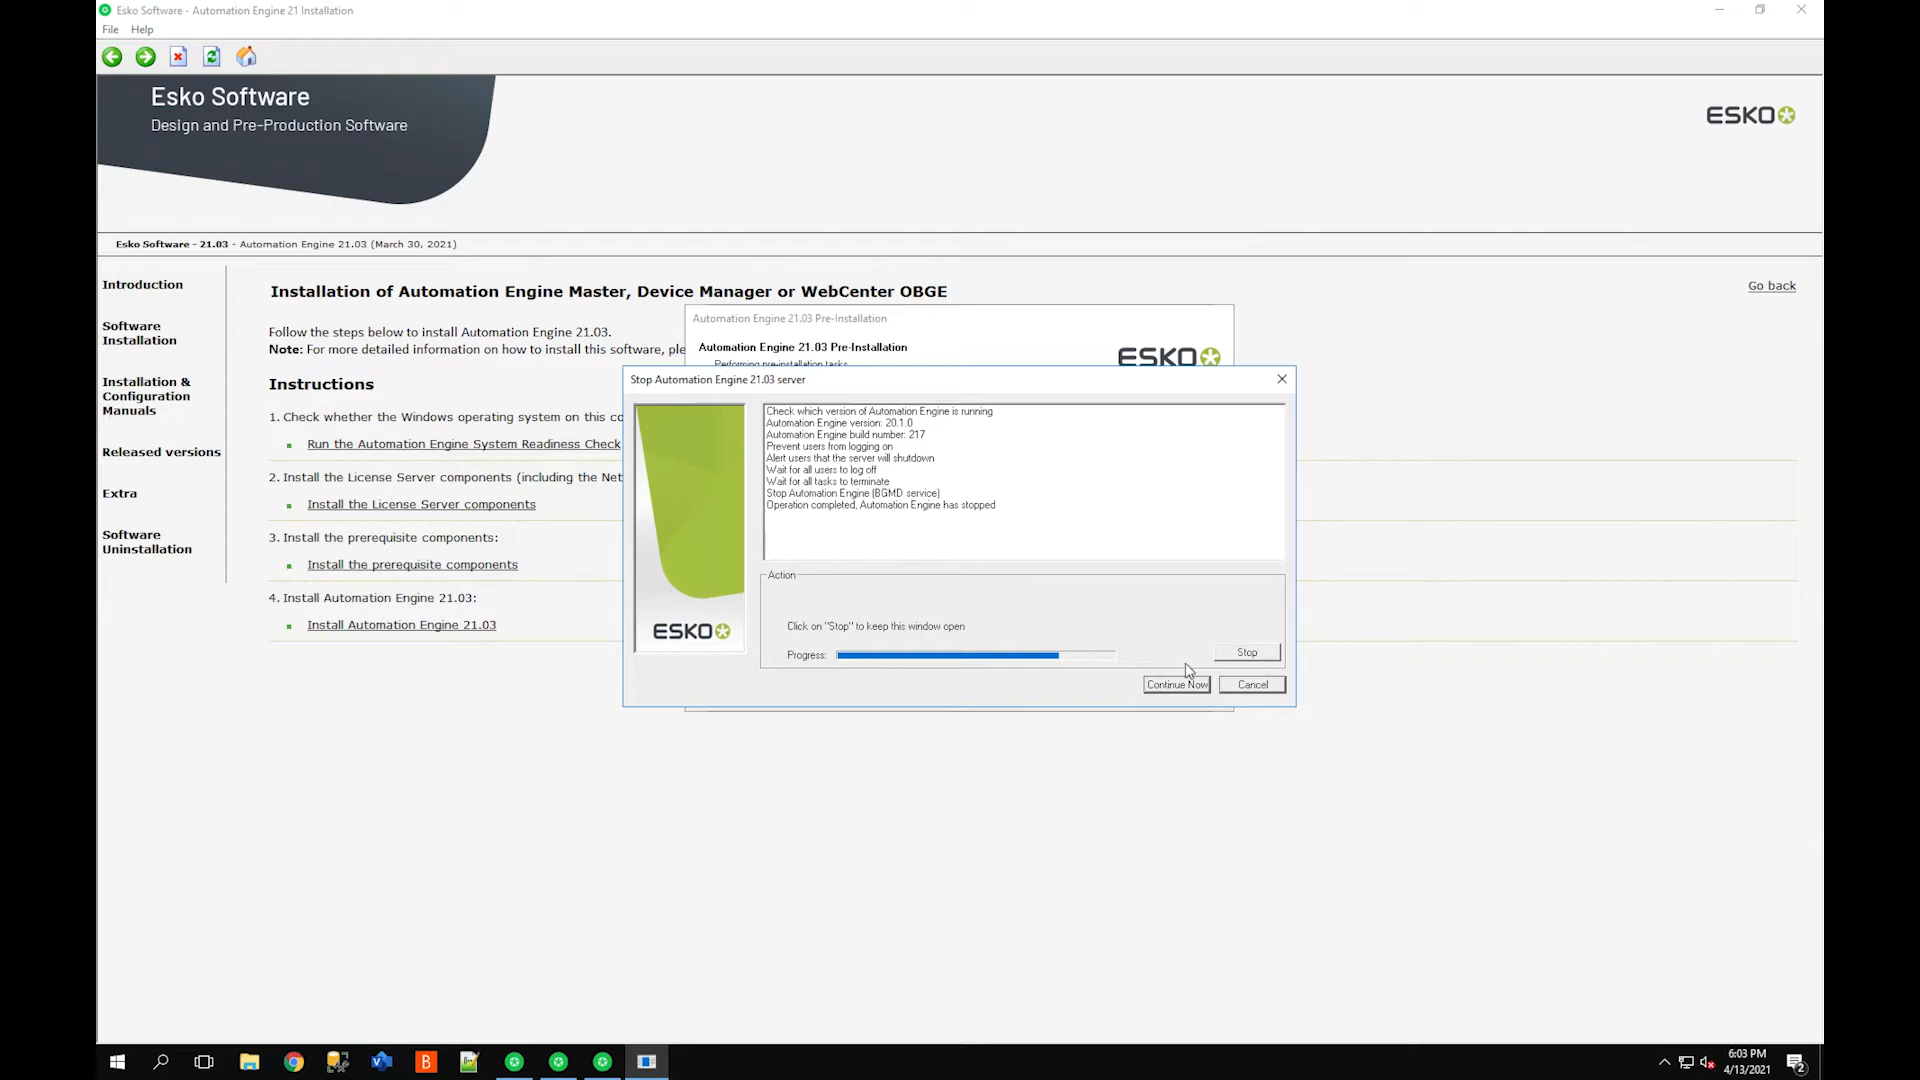 Esko Software - Automation Engine 21 Installation
File Help
Esko Software
Design and Pre-Production Software
ESKO
Esko Software - 21.03 - Automation Engine 21.03 (March 30, 2021)
Introduction
Software
Installation
Installation &
Configuration
Manuals
Released versions
Extra
Software
Uninstallation
Installation of Automation Engine Master, Device Manager or WebCenter OBGE
Go back
Follow the steps below to install Automation Engine 21.03.
Note: For more detailed information on how to install this software, ple
Instructions
1. Check whether the Windows operating system on this co
Run the Automation Engine System Readiness Check
2. Install the License Server components (including the Net
Install the License Server components
3. Install the prerequisite components:
Install the prerequisite components
4. Install Automation Engine 21.03:
Install Automation Engine 21.03
Automation Engine 21.03 Pre-Installation
Automation Engine 21.03 Pre-Installation
Performing pre-installation tasks
ESKO
Stop Automation Engine 21.03 server
Check which version of Automation Engine is running
Automation Engine version: 20.1.0
Automation Engine build number: 217
Prevent users from logging on
Alert users that the server will shutdown
Wait for all users to log off
Wait for all tasks to terminate
Stop Automation Engine (BGMD service)
Operation completed, Automation Engine has stopped
ESKO
Action
Click on "Stop" to keep this window open
Progress:
Stop
Continue Now
Cancel
B
6:03 PM
4/13/2021
2